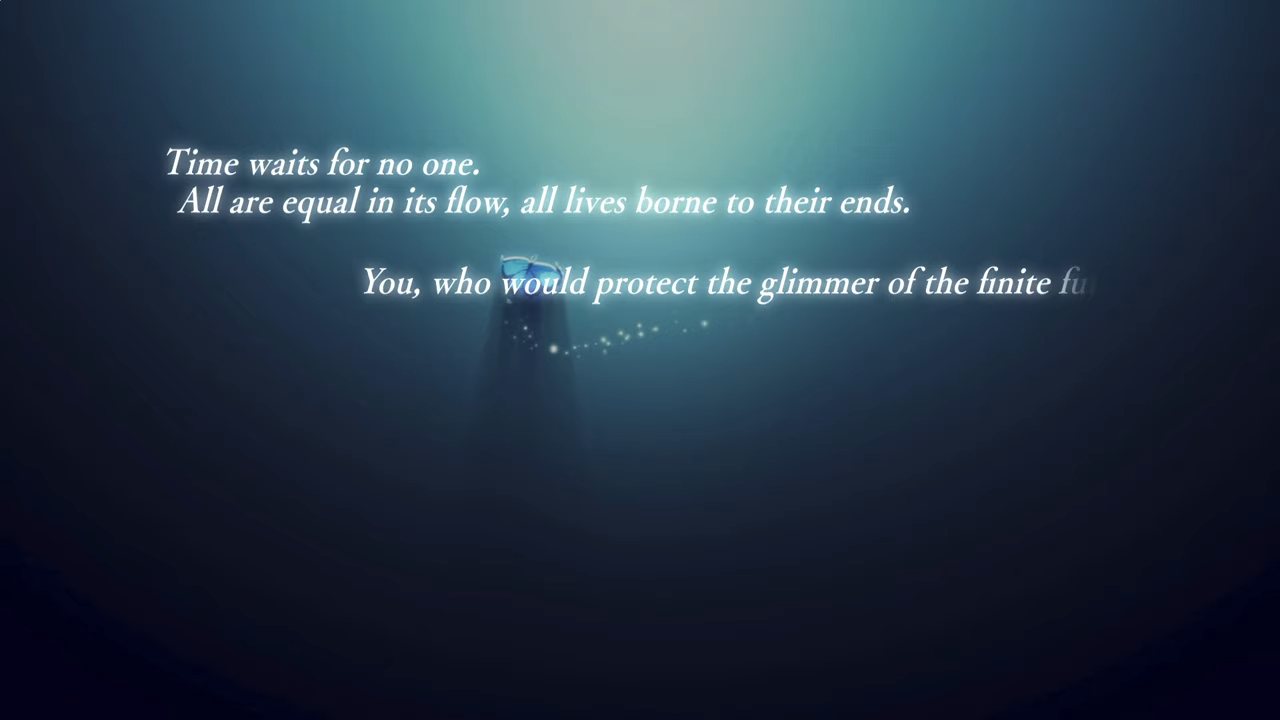 Time waits for no one.
All are equal in its flow, all lives borne to their ends.
You, who would protect the glimmer of the finite